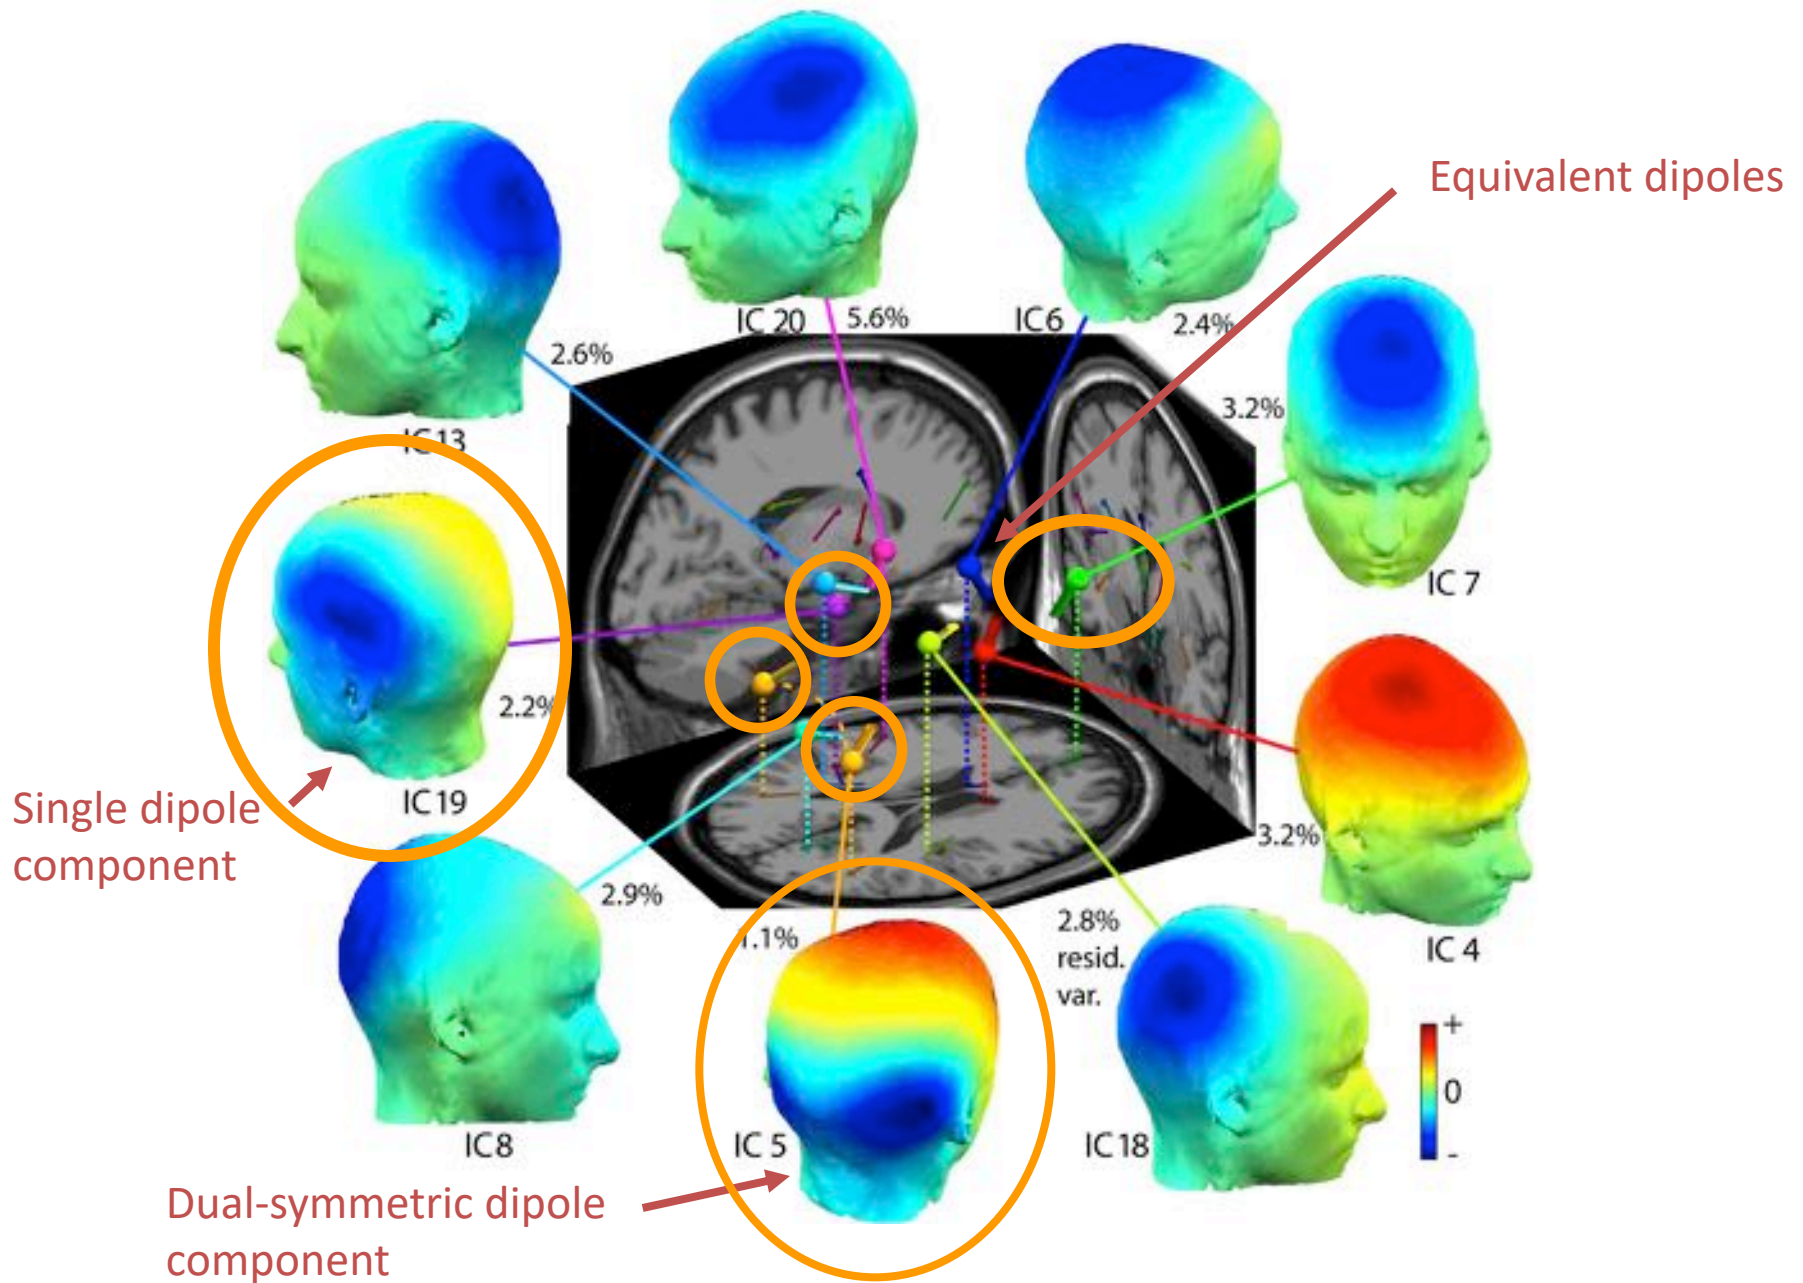 Equivalent dipoles
IC 20
5.6%
IC6
2.4%
2.6%
IC13
3.2%
IC 7
2.2%
IC19
Single dipole
component
3.2%
IC 4
2.9%
IC8
1.1%
IC 5
2.8%
resid.
var.
IC18
+
0
-
Dual-symmetric dipole
component